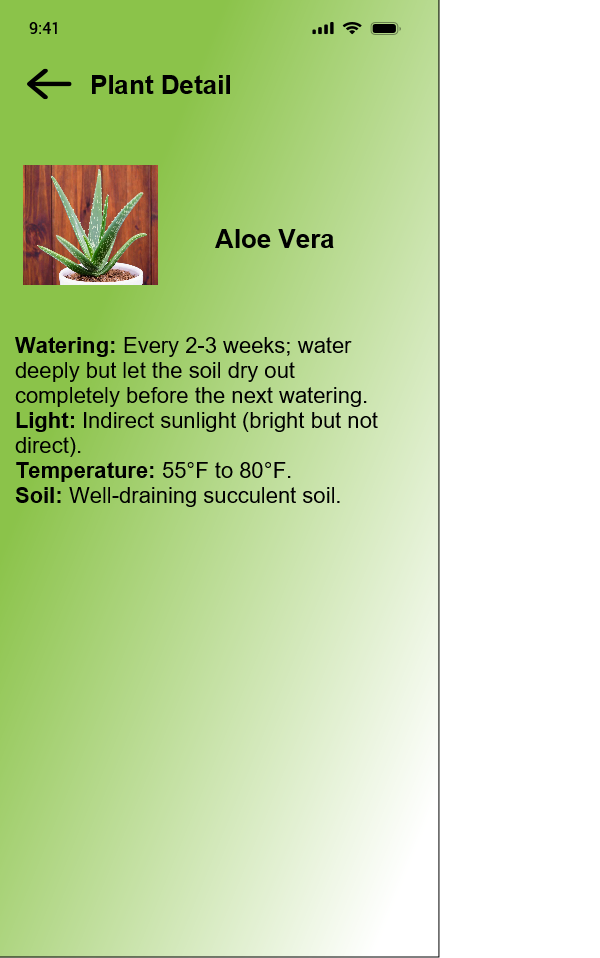 9:41
Plant Detail
Aloe Vera
Watering: Every 2-3 weeks; water
deeply but let the soil dry out
completely before the next watering.
Light: Indirect sunlight (bright but not
direct).
Temperature: 55°F to 80°F.
Soil: Well-draining succulent soil.